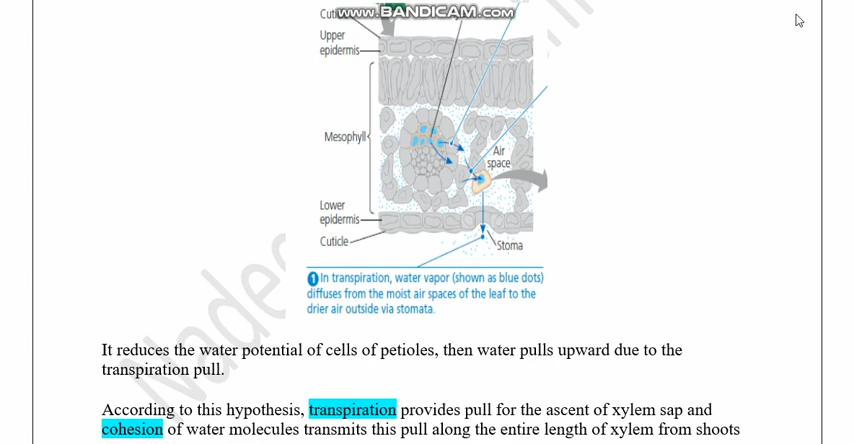 www.BANDICAM.com
Upper
epidermis
Mesophyll
Air
space
Lower
epidermis
Cuticle
Stoma
1 In transpiration, water vapor (shown as blue dots)
diffuses from the moist air spaces of the leaf to the
drier air outside via stomata.
It reduces the water potential of cells of petioles, then water pulls upward due to the
transpiration pull.
According to this hypothesis, transpiration provides pull for the ascent of xylem sap and
cohesion of water molecules transmits this pull along the entire length of xylem from shoots